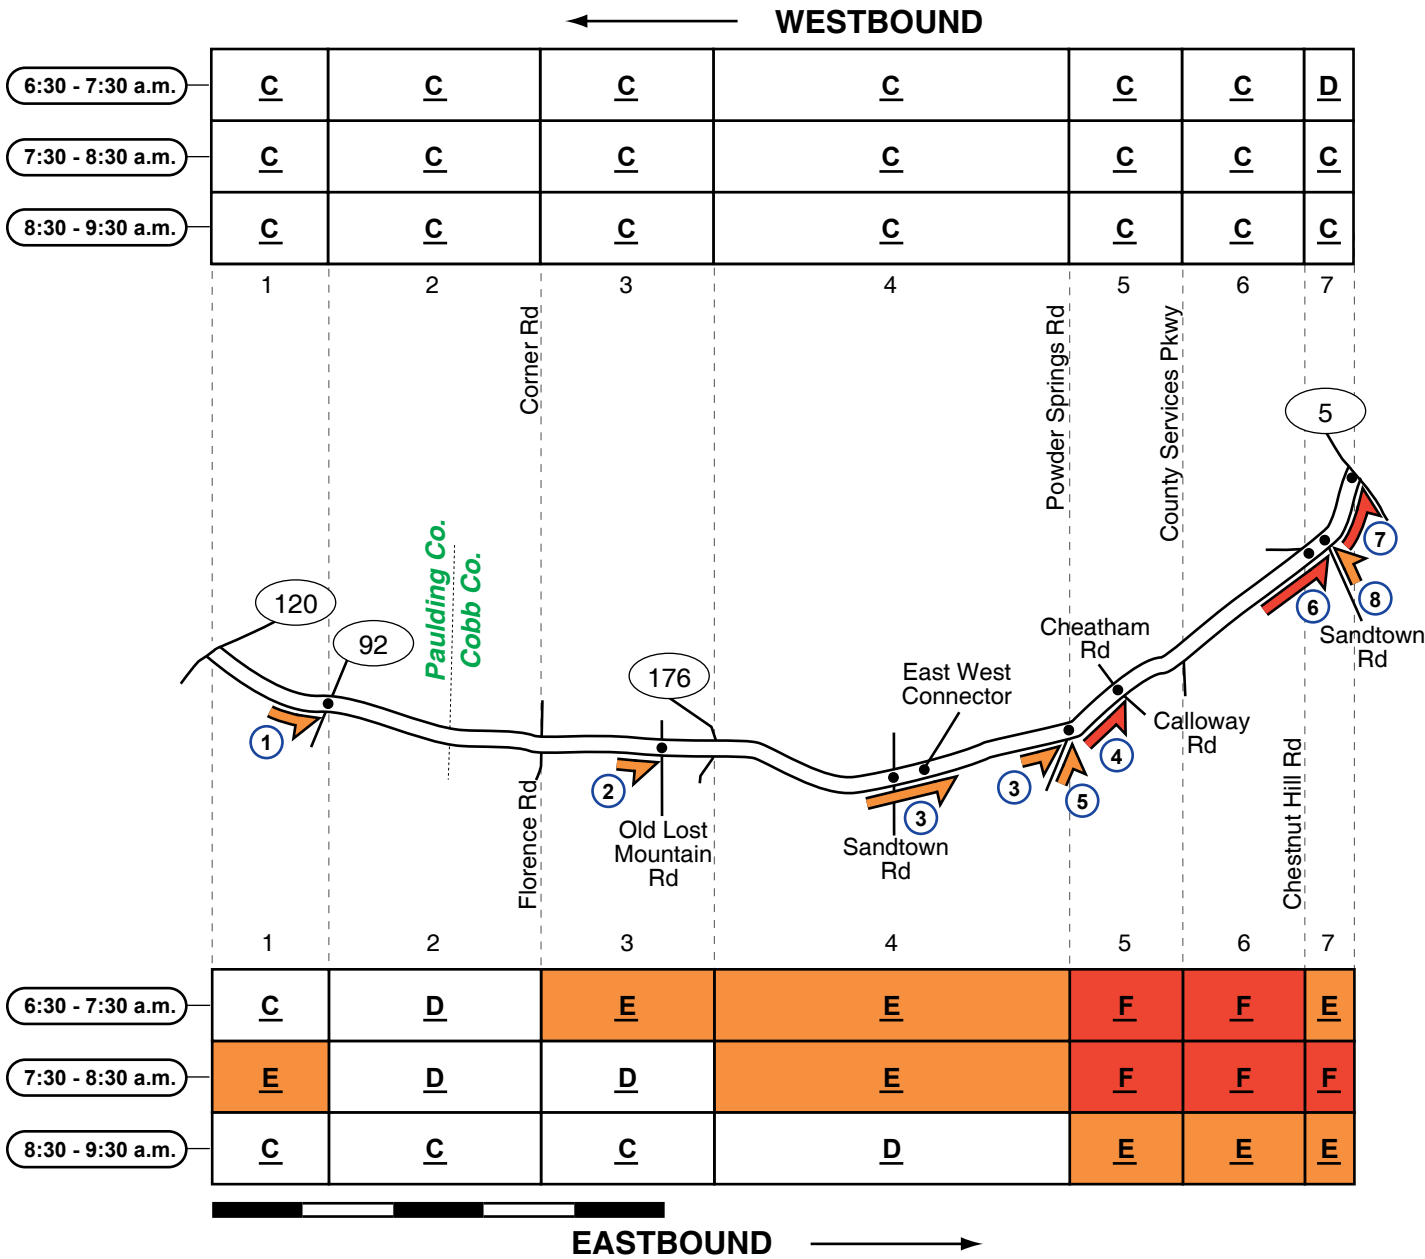 WESTBOUND
6:30 - 7:30 a.m. C C C C C C D
7:30 - 8:30 a.m. C C C C C C C
8:30 - 9:30 a.m. C C C C C C C
1 2 3 4 5 6 7
Corner Rd
Powder Springs Rd
County Services Pkwy
5
Paulding Co.
Cobb Co.
120
92
176
7
6
8
Sandtown
Rd
Cheatham
Rd
East West
Connector
Calloway
Rd
1
2
3
3
5
4
Old Lost
Mountain
Rd
Sandtown
Rd
Florence Rd
Chestnut Hill Rd
1 2 3 4 5 6 7
6:30 - 7:30 a.m. C D E E F F E
7:30 - 8:30 a.m. E D D E F F F
8:30 - 9:30 a.m. C C C D E E E
EASTBOUND